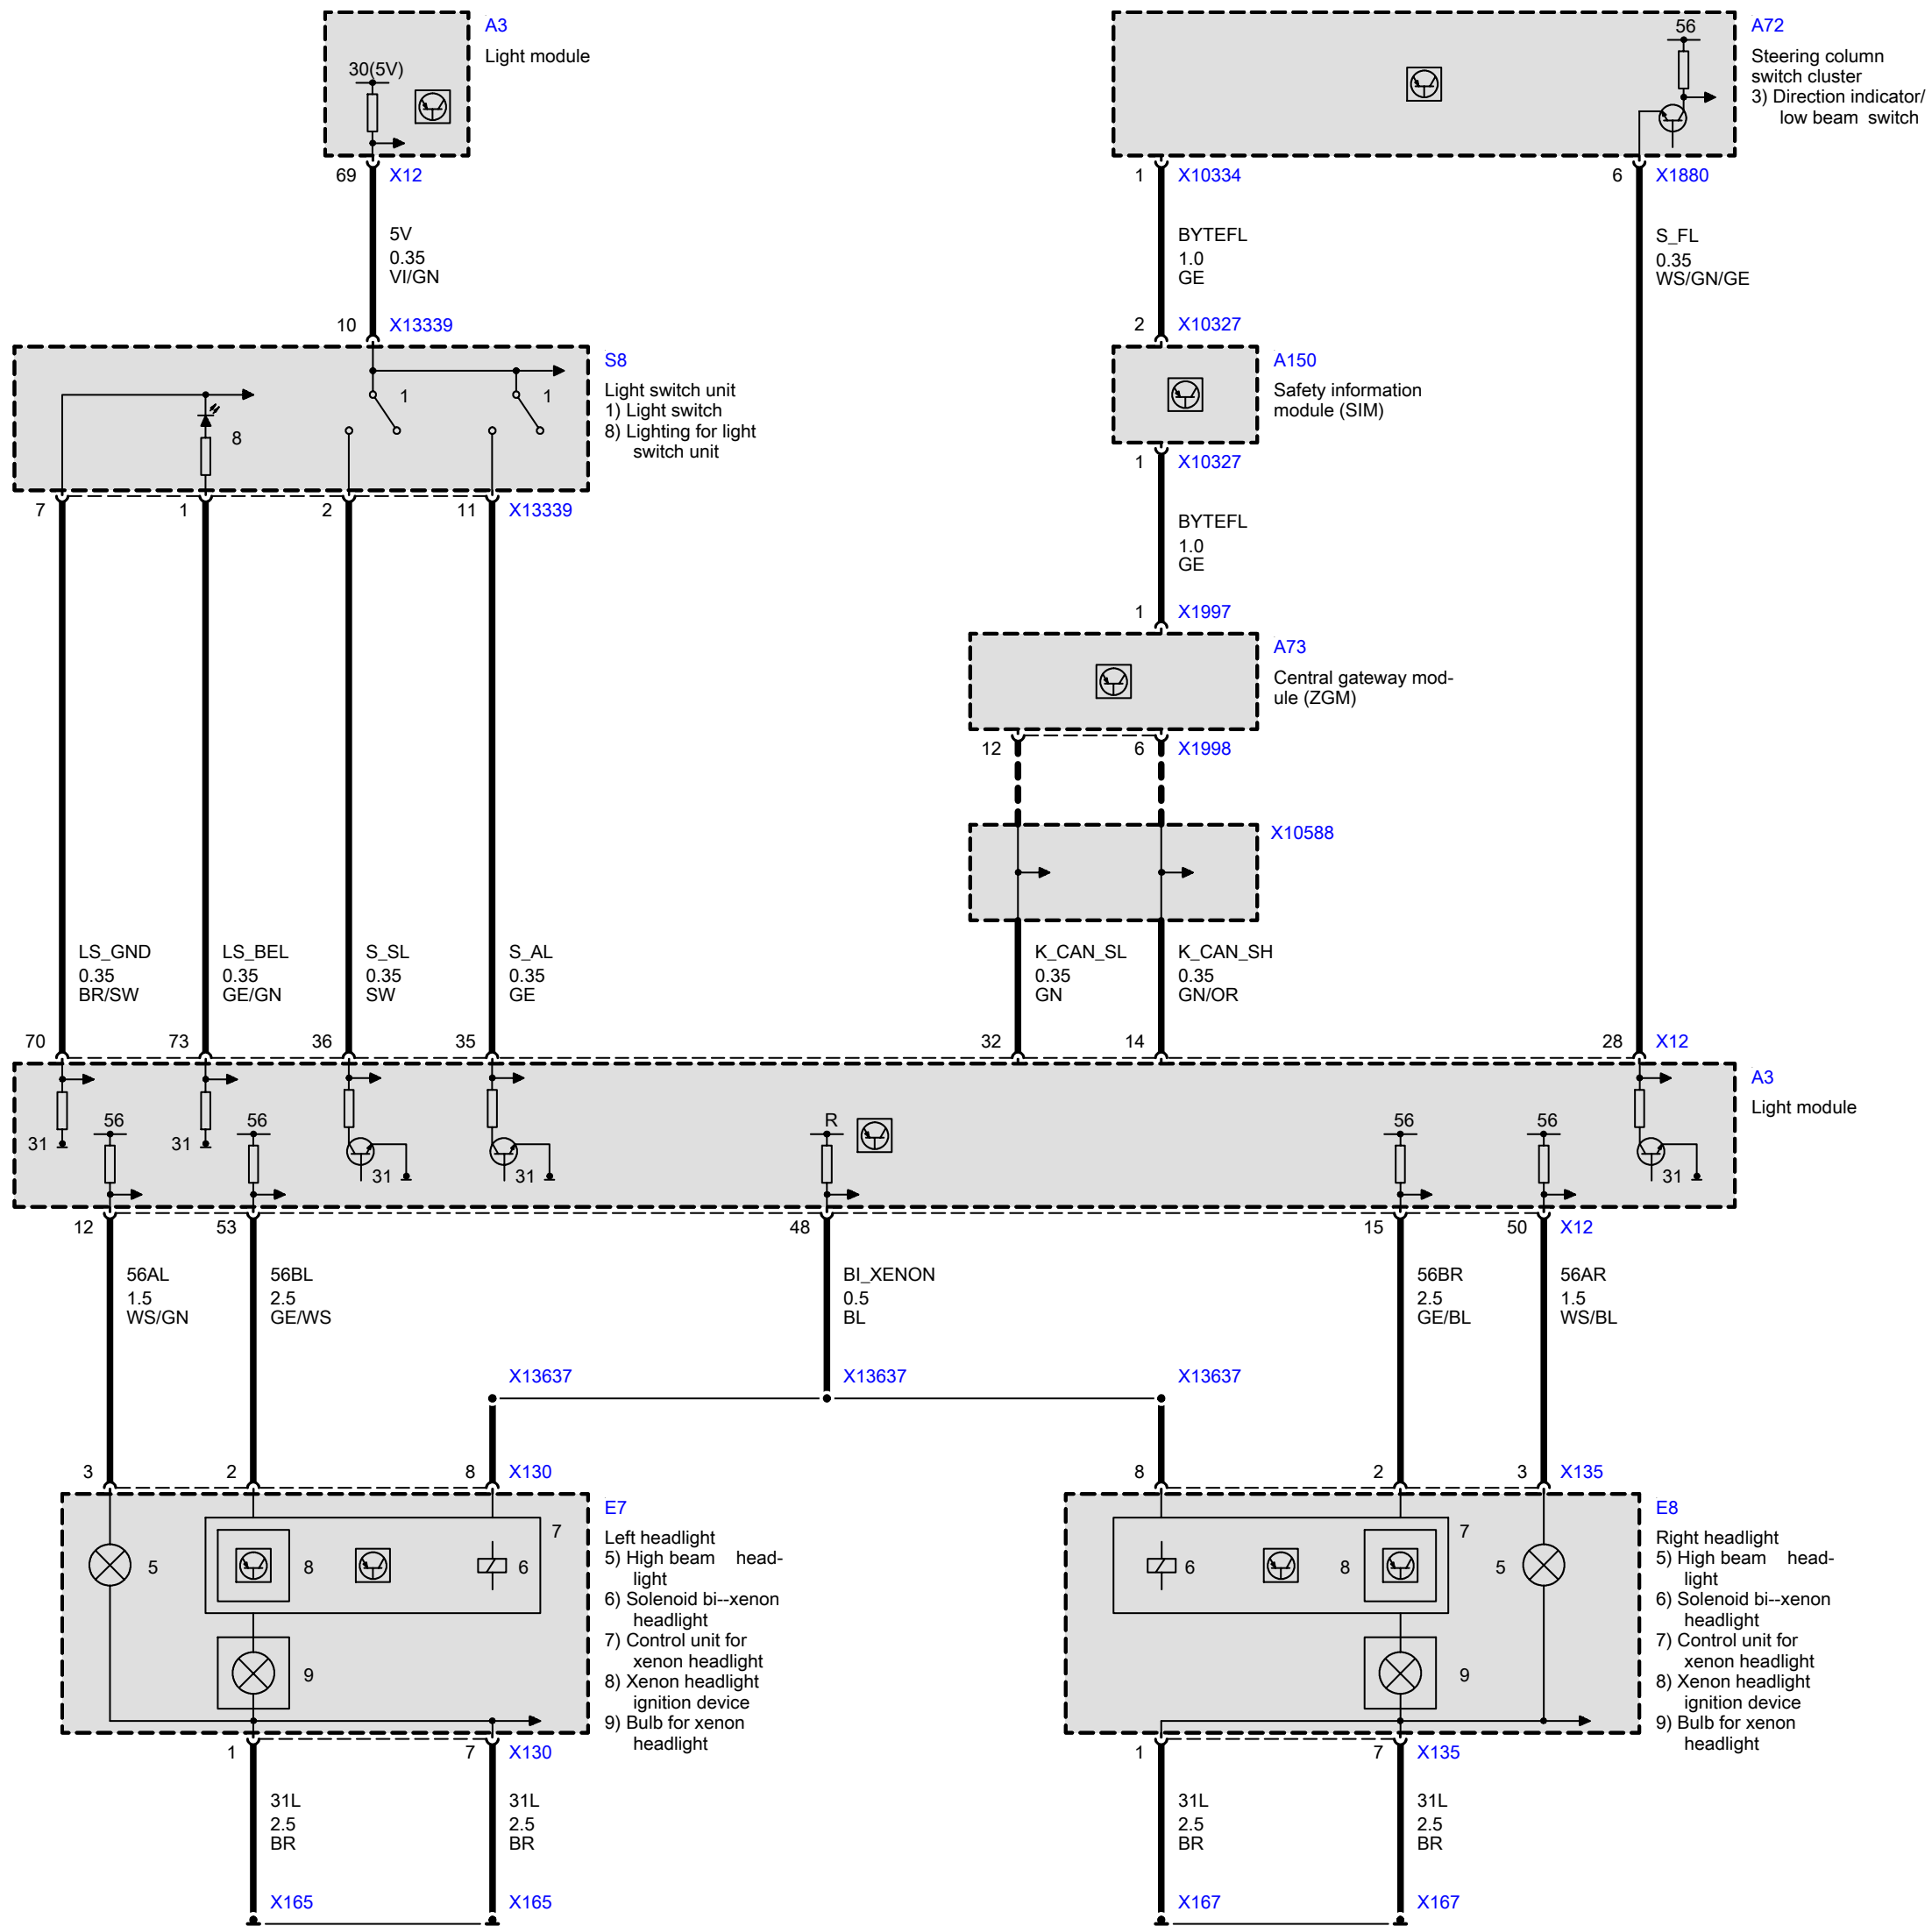 A3
Light module
30(5V)
69 X12
5V
0.35
VI/GN
10 X13339
A72
Steering column
switch cluster
3) Direction indicator/
low beam switch
56
1 X10334
6 X1880
BYTEFL
1.0
GE
S_FL
0.35
WS/GN/GE
2 X10327
S8
Light switch unit
1) Light switch
8) Lighting for light
switch unit
8
1
1
7
1
2
11 X13339
A150
Safety information
module (SIM)
1 X10327
BYTEFL
1.0
GE
1 X1997
A73
Central gateway mod-
ule (ZGM)
12
6 X1998
X10588
LS_GND
0.35
BR/SW
LS_BEL
0.35
GE/GN
S_SL
0.35
SW
S_AL
0.35
GE
K_CAN_SL
0.35
GN
K_CAN_SH
0.35
GN/OR
70
73
36
35
32
14
28 X12
A3
Light module
31
56
31
56
31
31
R
56
56
31
12
53
48
15
50 X12
56AL
1.5
WS/GN
56BL
2.5
GE/WS
BI_XENON
0.5
BL
56BR
2.5
GE/BL
56AR
1.5
WS/BL
X13637
X13637
X13637
3
2
8 X130
8
2
3 X135
E7
Left headlight
5) High beam head-
light
6) Solenoid bi--xenon
headlight
7) Control unit for
xenon headlight
8) Xenon headlight
ignition device
9) Bulb for xenon
headlight
5
8
6
7
9
E8
Right headlight
5) High beam head-
light
6) Solenoid bi--xenon
headlight
7) Control unit for
xenon headlight
8) Xenon headlight
ignition device
9) Bulb for xenon
headlight
6
8
7
5
9
1
7 X130
1
7 X135
31L
2.5
BR
31L
2.5
BR
31L
2.5
BR
31L
2.5
BR
X165
X165
X167
X167